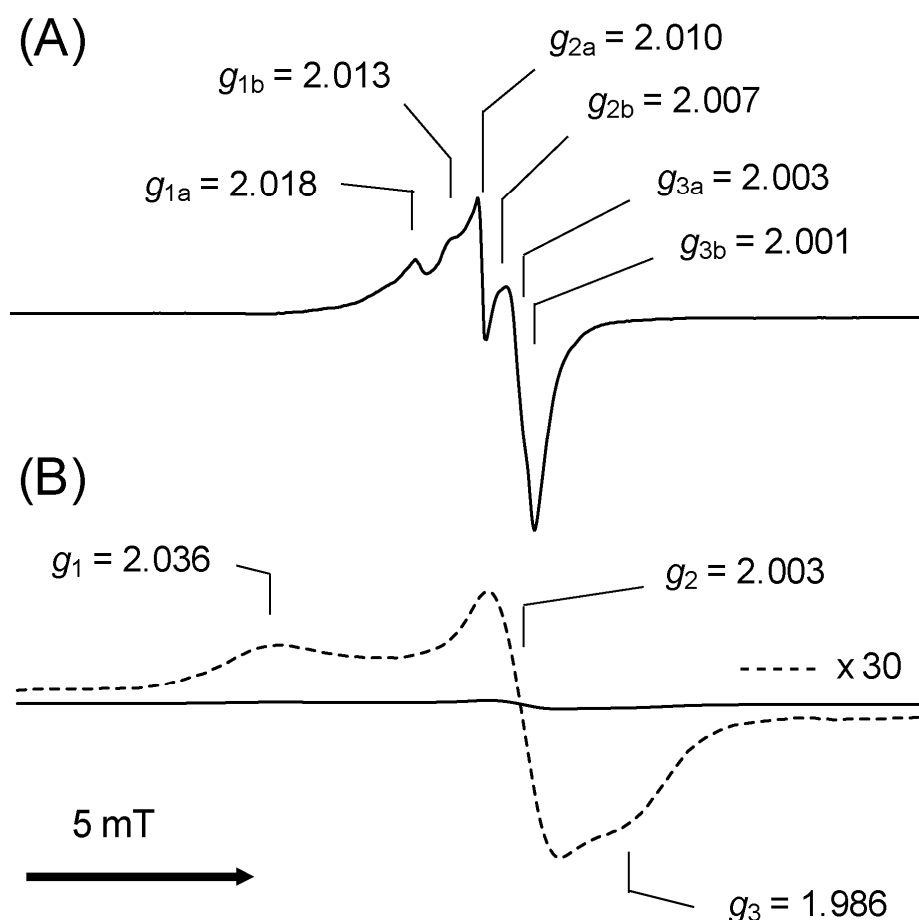 (A)
g2a = 2.010
g1b = 2.013
g2b = 2.007
g1a = 2.018
g3a = 2.003
g3b = 2.001
(B)
g1 = 2.036
g2 = 2.003
x 30
5 mT
g3 = 1.986